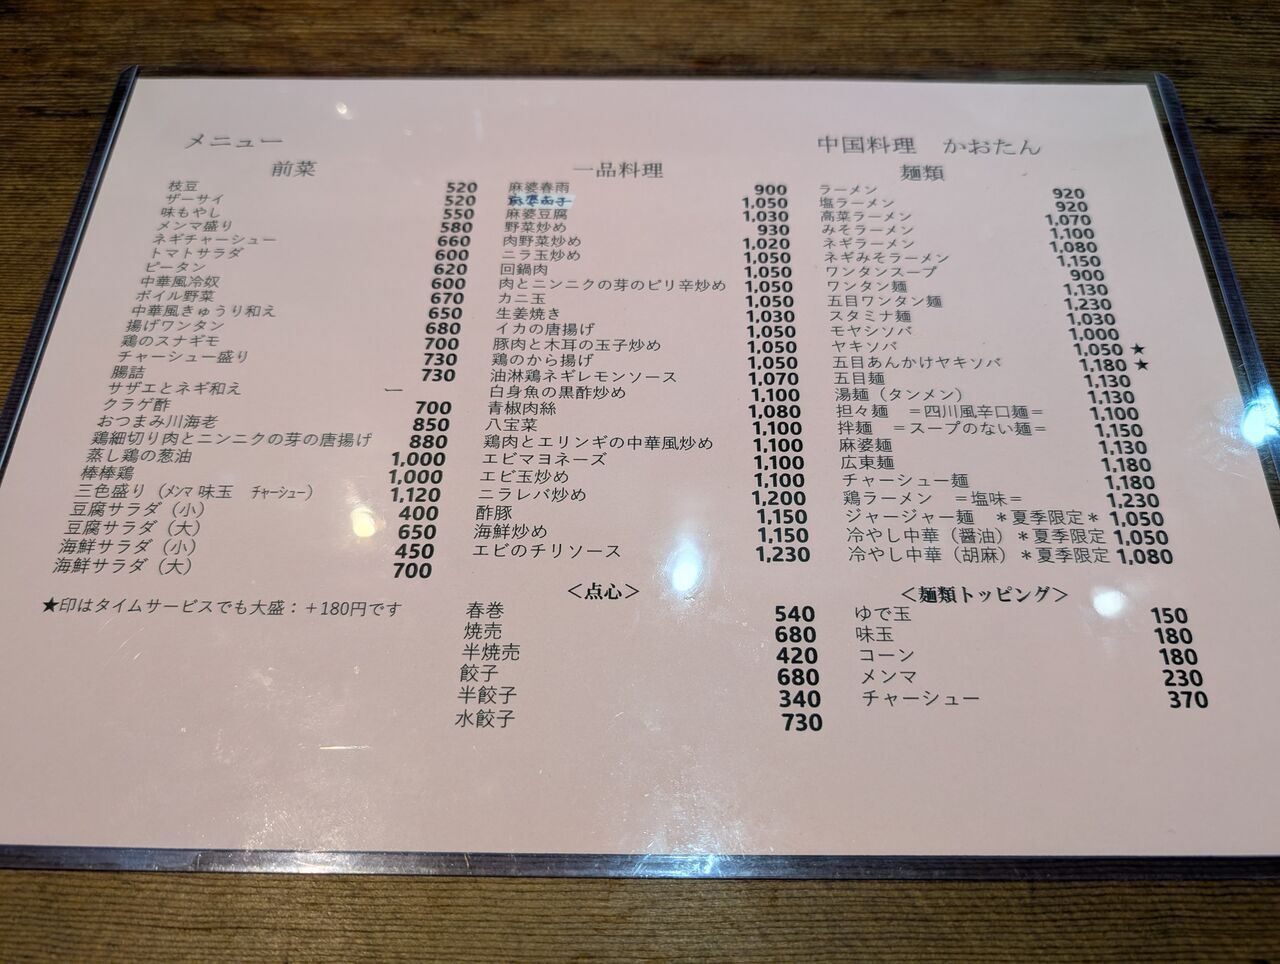 メニュー
前菜
枝豆 520
ザーサイ 520
味もやし 550
メンマ盛り 580
ネギチャーシュー 660
トマトサラダ 600
ピータン 620
中華風冷奴 600
ボイル野菜 670
中華風きゅうり和え 650
揚げワンタン 680
鶏のスナギモ 700
チャーシュー盛り 730
腸詰 730
サザエとネギ和え ー
クラゲ酢 700
おつまみ川海老 850
鶏細切り肉とニンニクの芽の唐揚げ 880
蒸し鶏の葱油 1,000
棒棒鶏 1,000
三色盛り（ﾒﾝﾏ 味玉　ﾁｬｰｼｭｰ） 1,120
豆腐サラダ（小） 400
豆腐サラダ（大） 650
海鮮サラダ（小） 450
海鮮サラダ（大） 700
★印はタイムサービスでも大盛：＋180円です
一品料理
麻婆春雨 900
麻婆茄子 1,050
麻婆豆腐 1,030
野菜炒め 930
肉野菜炒め 1,020
ニラ玉炒め 1,050
回鍋肉 1,050
肉とニンニクの芽のピリ辛炒め 1,050
カニ玉 1,050
生姜焼き 1,030
イカの唐揚げ 1,050
豚肉と木耳の玉子炒め 1,050
鶏のから揚げ 1,050
油淋鶏ネギレモンソース 1,070
白身魚の黒酢炒め 1,100
青椒肉絲 1,080
八宝菜 1,100
鶏肉とエリンギの中華風炒め 1,100
エビマヨネーズ 1,100
エビ玉炒め 1,100
ニラレバ炒め 1,200
酢豚 1,150
海鮮炒め 1,150
エビのチリソース 1,230
＜点心＞
春巻 540
焼売 680
半焼売 420
餃子 680
半餃子 340
水餃子 730
中国料理　かおたん
麺類
ラーメン 920
塩ラーメン 920
高菜ラーメン 1,070
みそラーメン 1,100
ネギラーメン 1,080
ネギみそラーメン 1,150
ワンタンスープ 900
ワンタン麺 1,130
五目ワンタン麺 1,230
スタミナ麺 1,030
モヤシソバ 1,000
ヤキソバ 1,050 ★
五目あんかけヤキソバ 1,180 ★
五目麺 1,130
湯麺（タンメン） 1,130
担々麺　＝四川風辛口麺＝ 1,100
拌麺　＝スープのない麺＝ 1,150
麻婆麺 1,130
広東麺 1,180
チャーシュー麺 1,180
鶏ラーメン　＝塩味＝ 1,230
ジャージャー麺　＊夏季限定＊ 1,050
冷やし中華（醤油）＊夏季限定 1,050
冷やし中華（胡麻）＊夏季限定 1,080
＜麺類トッピング＞
ゆで玉 150
味玉 180
コーン 180
メンマ 230
チャーシュー 370